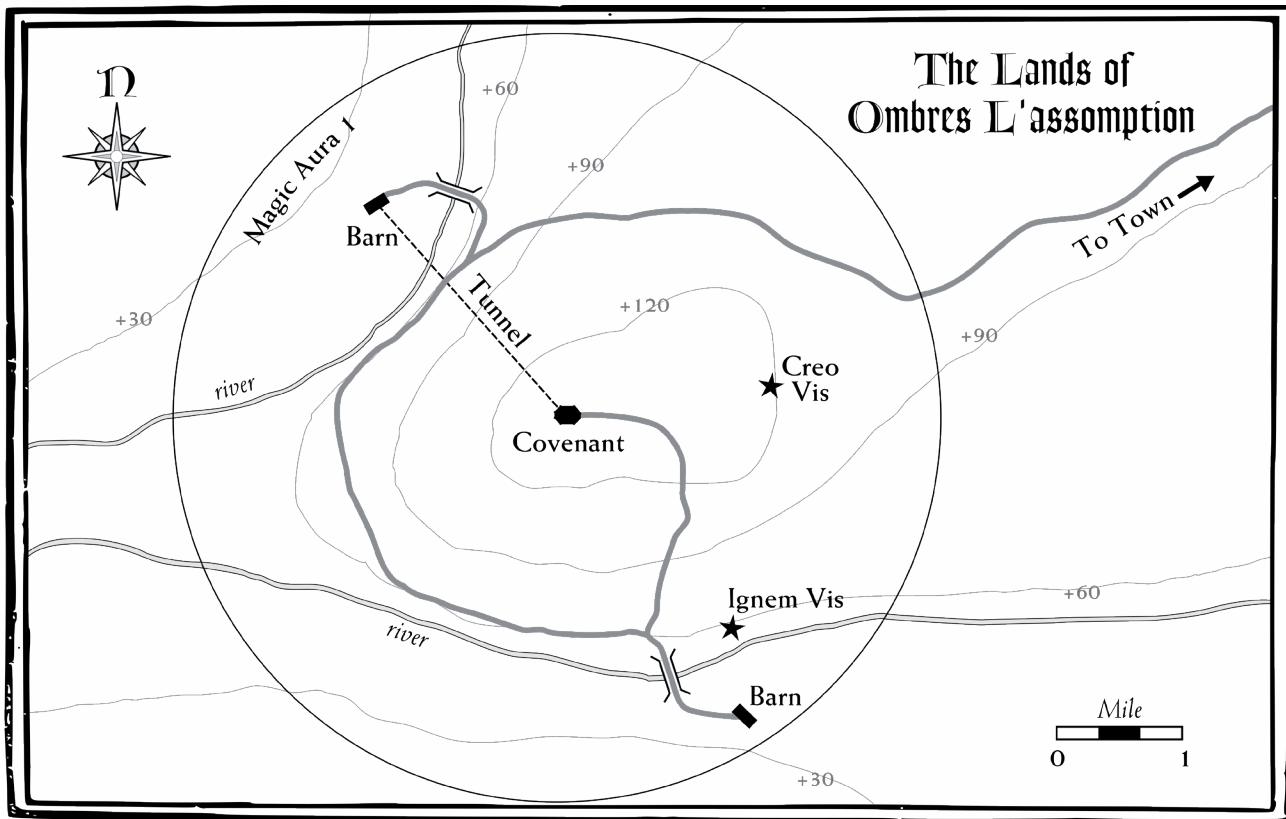 N
The Lands of
Ombres L'assomption
+60
Magic Aura 1
+90
Barn
To Town
Tunnel
+120
+30
+90
Creo
Vis
river
Covenant
Ignem Vis
+60
river
Barn
Mile
0 1
+30